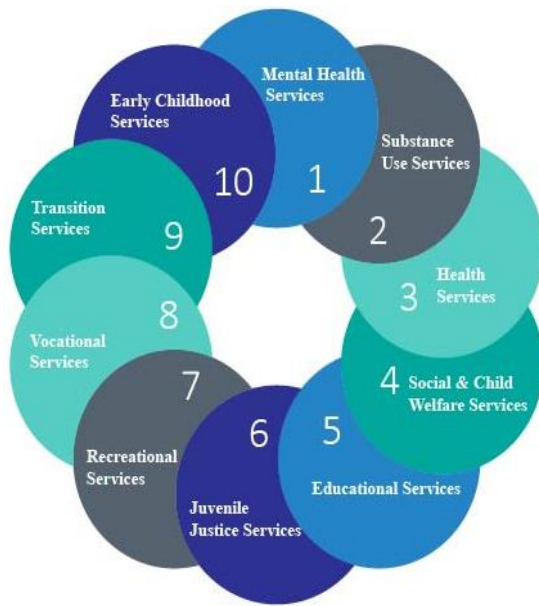 Mental Health
Services
1
Substance
Use Services
2
3
Health
Services
4
Social & Child
Welfare Services
5
Educational Services
6
Juvenile
Justice Services
7
Recreational
Services
8
Vocational
Services
9
Transition
Services
10
Early Childhood
Services